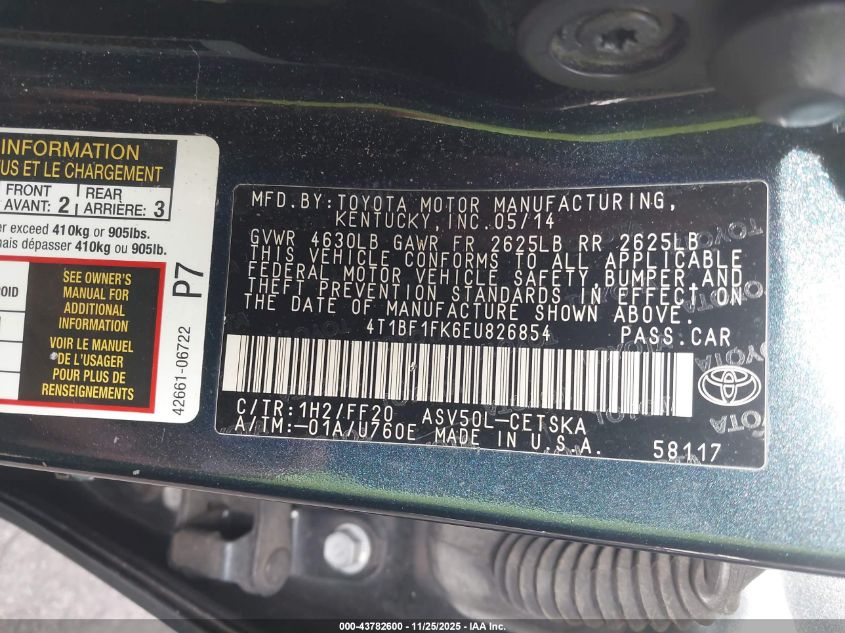 INFORMATION
US ET LE CHARGEMENT
FRONT
AVANT: 2
REAR
ARRIÈRE: 3
er exceed 410kg or 905lbs.
mais dépasser 410kg ou 905lb.
ROID
SEE OWNER'S
MANUAL FOR
ADDITIONAL
INFORMATION
VOIR LE MANUEL
DE L'USAGER
POUR PLUS DE
RENSEIGNEMENTS
P7
42661-06722
MFD.BY:TOYOTA MOTOR MANUFACTURING,
KENTUCKY,INC.05/14
GVWR 4630LB GAWR FR 2625LB RR 2625LB
THIS VEHICLE CONFORMS TO ALL APPLICABLE
FEDERAL MOTOR VEHICLE SAFETY,BUMPER,AND
THEFT PREVENTION STANDARDS IN EFFECT ON
THE DATE OF MANUFACTURE SHOWN ABOVE.
4T1BF1FK6EU826854 PASS.CAR
C/TR:1H2/FF20 ASV50L-CETSKA
A/TM:-01A/U760E MADE IN U.S.A.
58117
000-43782600 - 11/25/2025 - IAA Inc.